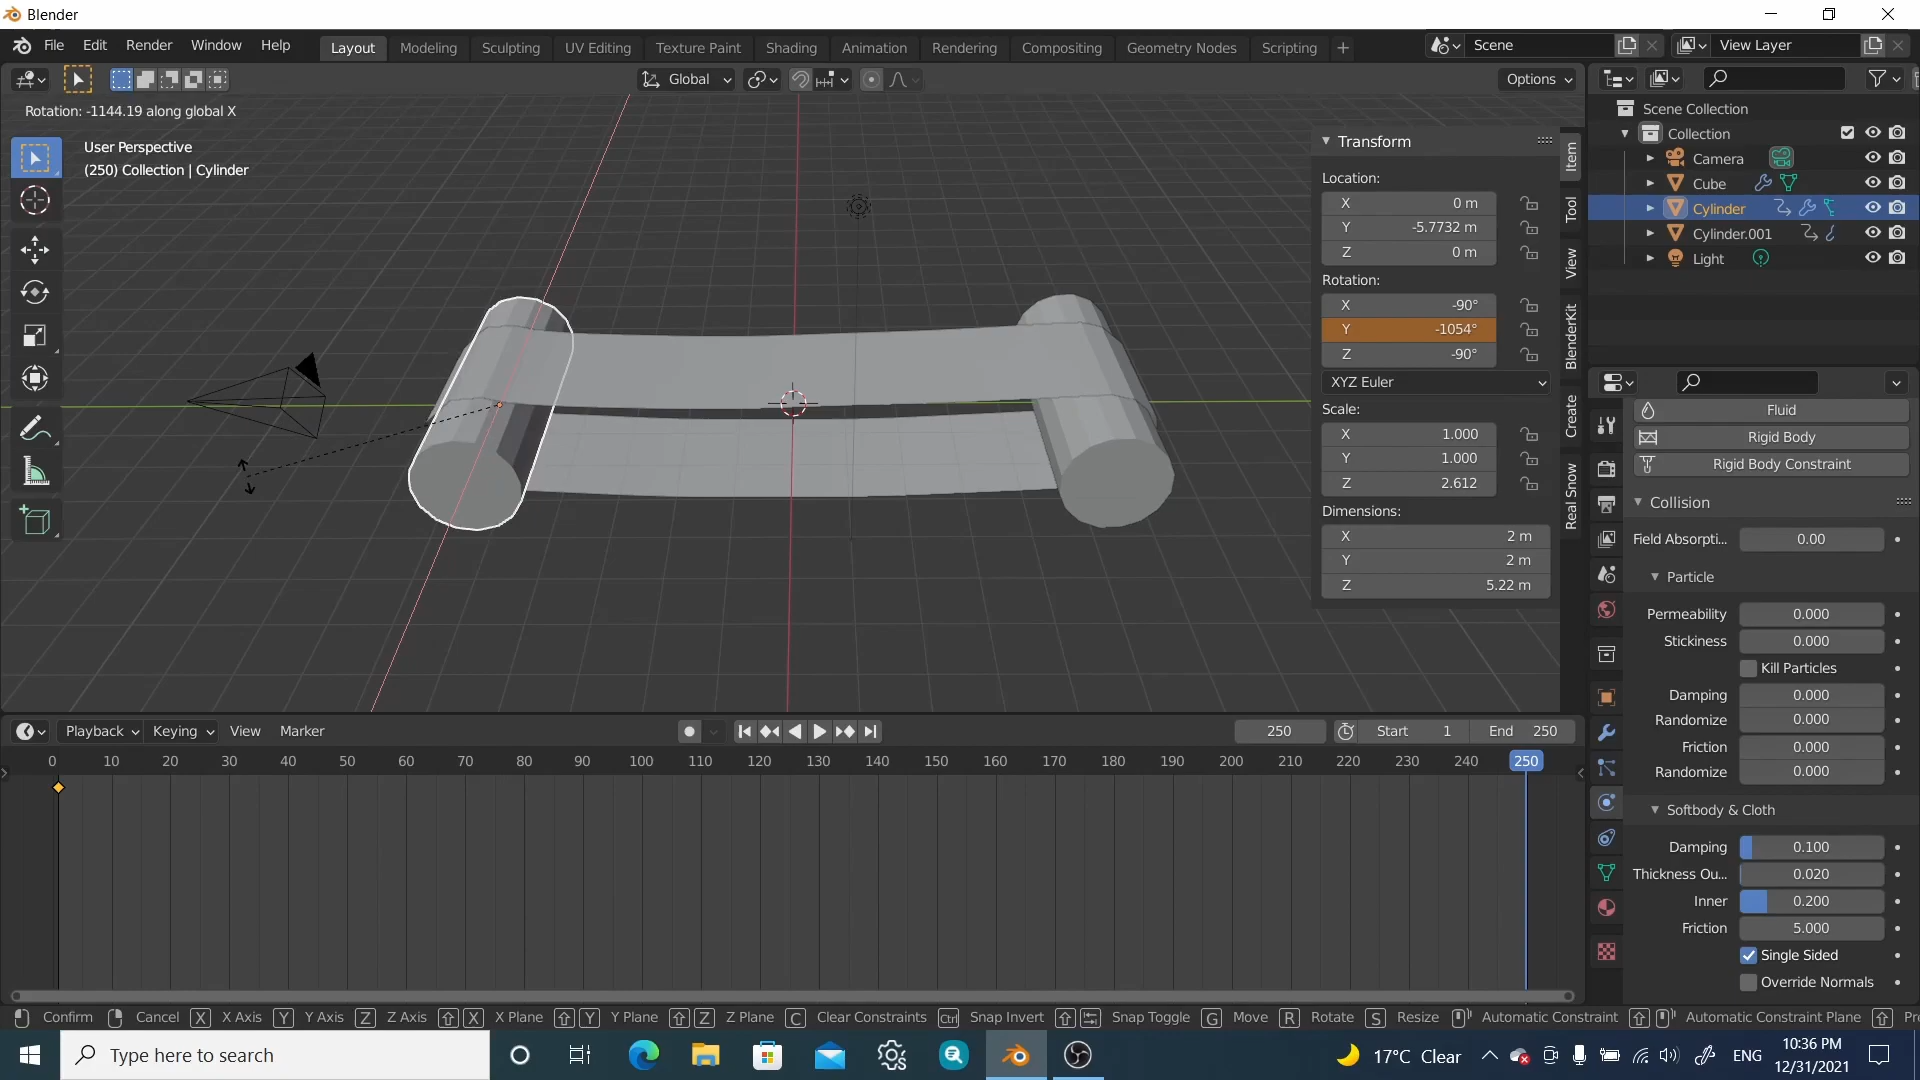 Blender
File Edit Render Window Help Layout Modeling Sculpting UV Editing Texture Paint Shading Animation Rendering Compositing Geometry Nodes Scripting + Scene View Layer
Global Options
Rotation: -1144.19 along global X
User Perspective
(250) Collection | Cylinder
Transform
Location:
X 0 m
Y -5.7732 m
Z 0 m
Rotation:
X -90°
Y -1054°
Z -90°
XYZ Euler
Scale:
X 1.000
Y 1.000
Z 2.612
Dimensions:
X 2 m
Y 2 m
Z 5.22 m
Item
Tool
View
BlenderKit
Create
Real Snow
Scene Collection
Collection
Camera
Cube
Cylinder
Cylinder.001
Light
Fluid
Rigid Body
Rigid Body Constraint
Collision
Field Absorpti... 0.00
Particle
Permeability 0.000
Stickiness 0.000
Kill Particles
Damping 0.000
Randomize 0.000
Friction 0.000
Randomize 0.000
Softbody & Cloth
Damping 0.100
Thickness Ou... 0.020
Inner 0.200
Friction 5.000
Single Sided
Override Normals
Playback Keying View Marker 250 Start 1 End 250
0 10 20 30 40 50 60 70 80 90 100 110 120 130 140 150 160 170 180 190 200 210 220 230 240 250
Confirm Cancel X X Axis Y Y Axis Z Z Axis X X Plane Y Y Plane Z Z Plane C Clear Constraints Ctrl Snap Invert Snap Toggle G Move R Rotate S Resize Automatic Constraint Automatic Constraint Plane
Type here to search 17°C Clear ENG 10:36 PM
12/31/2021